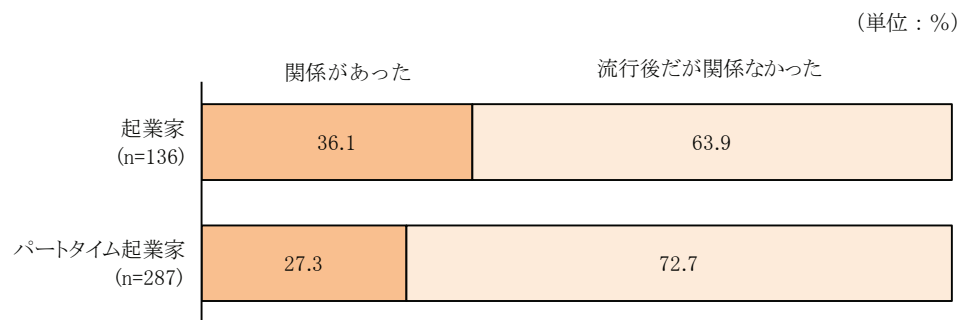 (単位:%)
関係があった
流行後だが関係なかった
起業家
(n=136)
36.1
63.9
パートタイム起業家
(n=287)
27.3
72.7